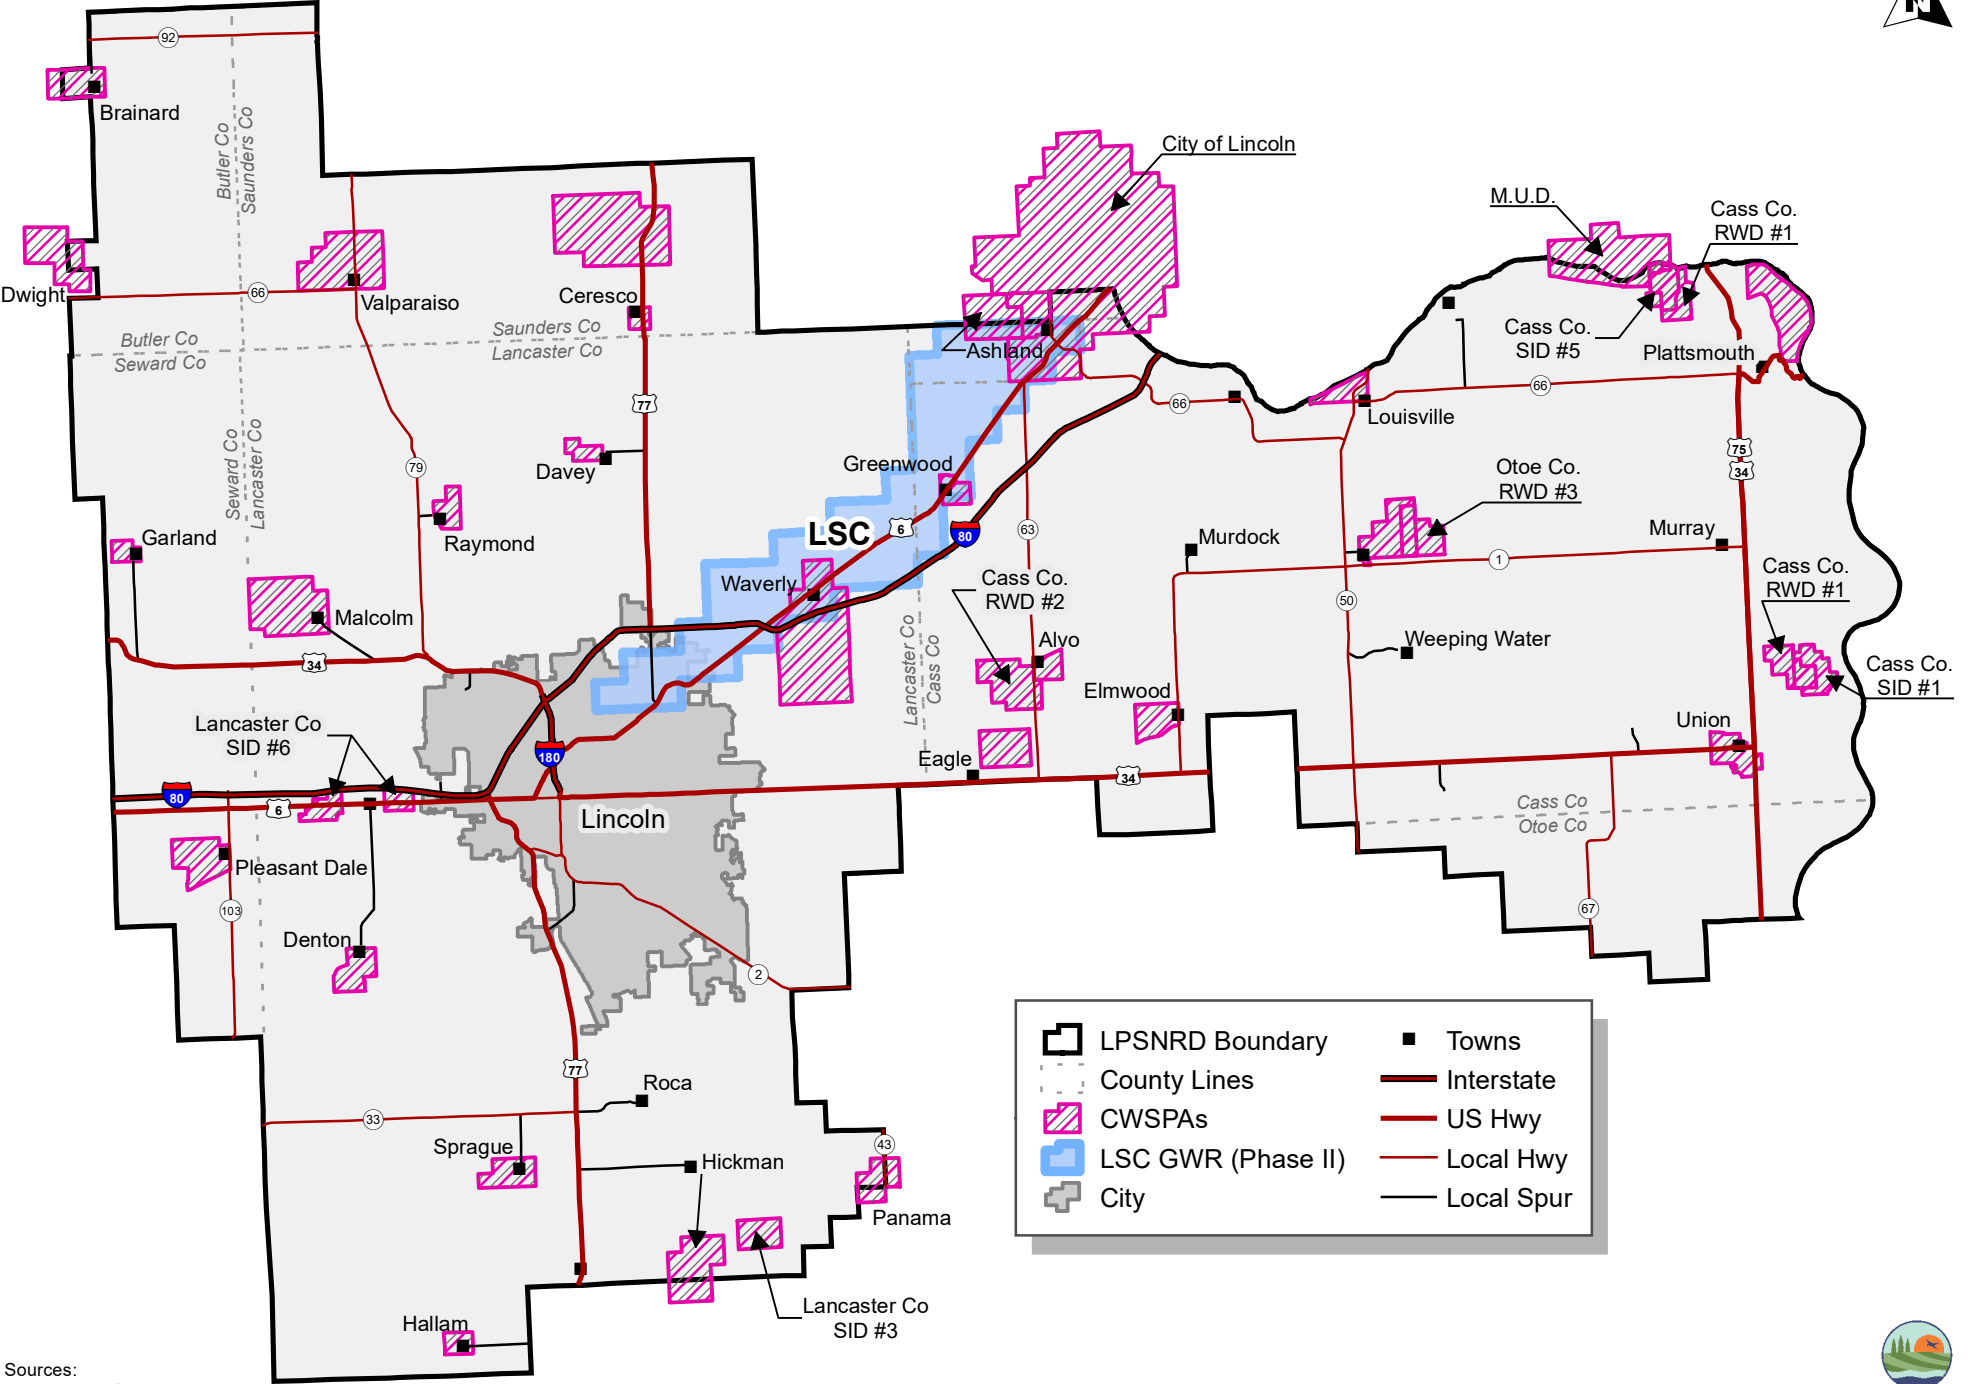 N
92
Brainard
Butler Co
Saunders Co
City of Lincoln
M.U.D.
Cass Co.
RWD #1
Dwight
66
Valparaiso
Ceresco
Saunders Co
Lancaster Co
Butler Co
Seward Co
Ashland
Cass Co.
SID #5
Plattsmouth
77
66
66
Louisville
Seward Co
Lancaster Co
79
Davey
Greenwood
75
34
Otoe Co.
RWD #3
LSC
6
80
63
Garland
Raymond
Murdock
Murray
1
Waverly
Cass Co.
RWD #2
Cass Co.
RWD #1
50
Malcolm
Alvo
Weeping Water
34
Lancaster Co
Cass Co
Cass Co.
SID #1
Elmwood
Lancaster Co
SID #6
Union
180
Eagle
34
80
6
Lincoln
Cass Co
Otoe Co
Pleasant Dale
103
67
Denton
2
LPSNRD Boundary
County Lines
CWSPAs
LSC GWR (Phase II)
City
Towns
Interstate
US Hwy
Local Hwy
Local Spur
77
Roca
33
Sprague
43
Hickman
Panama
Lancaster Co
SID #3
Hallam
Sources: